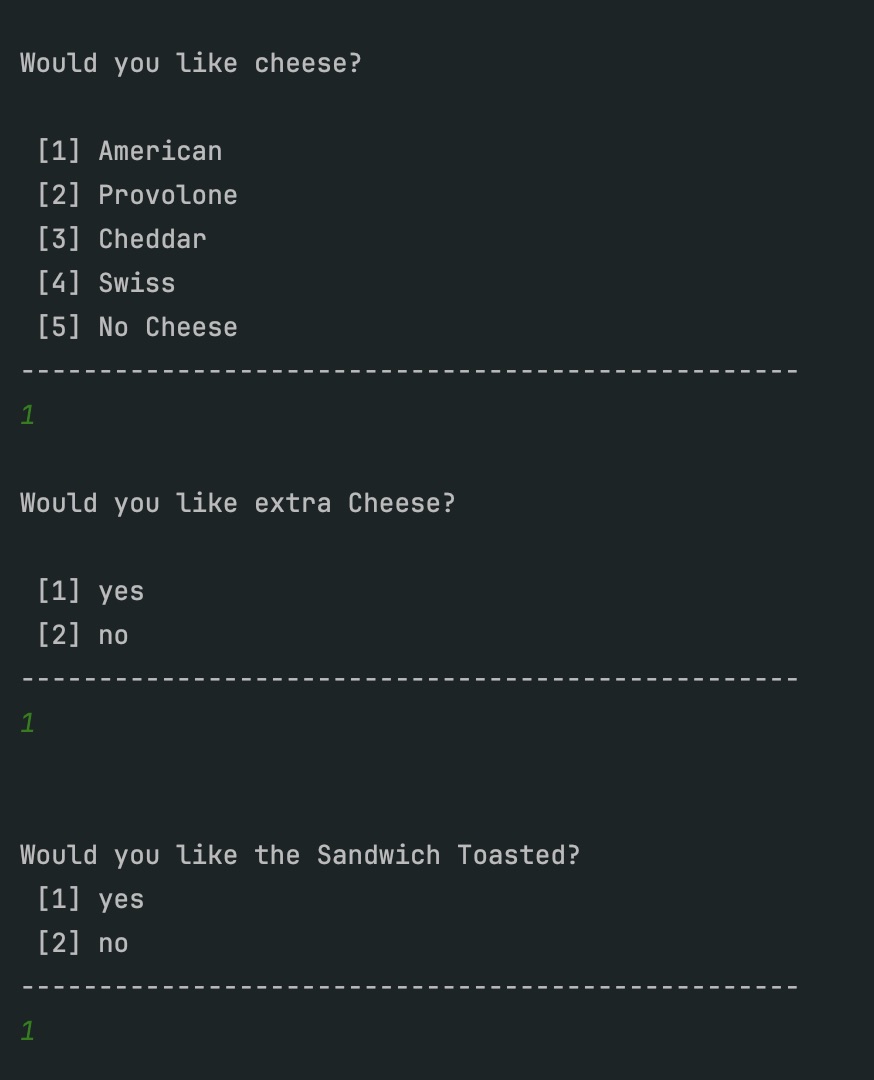 Would you like cheese?
[1] American
[2] Provolone
[3] Cheddar
[4] Swiss
[5] No Cheese
--------------------------------------------------
1
Would you like extra Cheese?
[1] yes
[2] no
--------------------------------------------------
1
Would you like the Sandwich Toasted?
[1] yes
[2] no
--------------------------------------------------
1